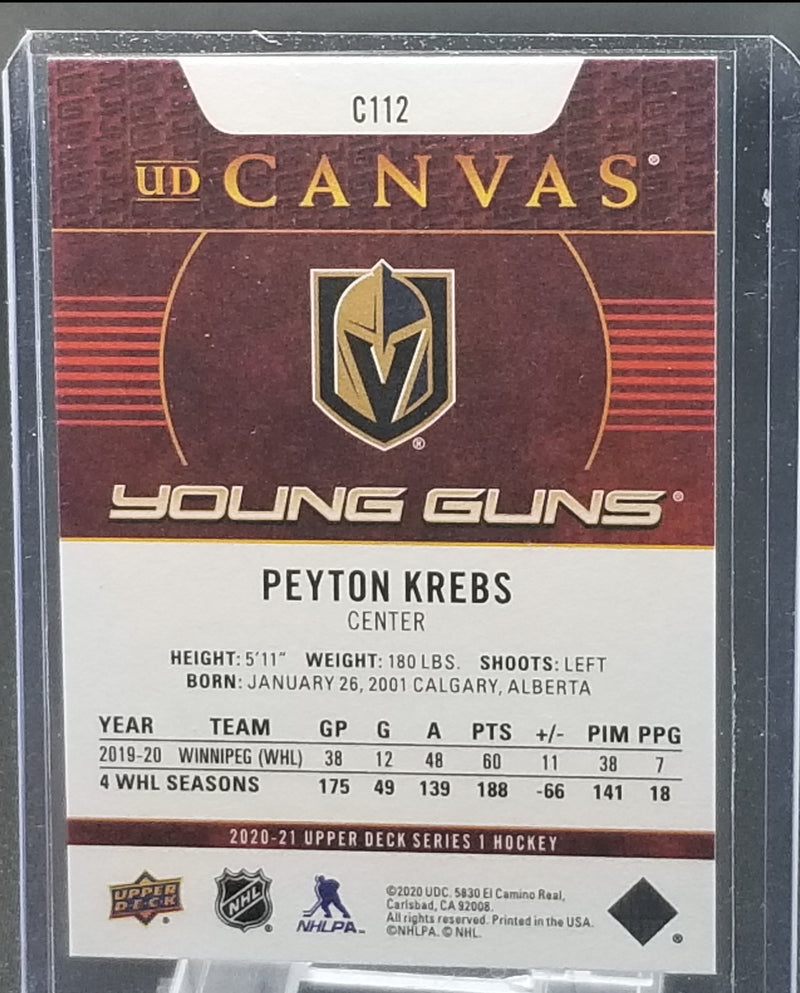 C112
UD CANVAS®
®
YOUNG GUNS®
PEYTON KREBS
CENTER
HEIGHT: 5'11" WEIGHT: 180 LBS. SHOOTS: LEFT
BORN: JANUARY 26, 2001 CALGARY, ALBERTA
YEAR TEAM GP G A PTS +/- PIM PPG
2019-20 WINNIPEG (WHL) 38 12 48 60 11 38 7
4 WHL SEASONS 175 49 139 188 -66 141 18
2020-21 UPPER DECK SERIES 1 HOCKEY
UPPER DECK®
NHL®
NHLPA™
©2020 UDC. 5830 El Camino Real,
Carlsbad, CA 92008.
All rights reserved. Printed in the USA.
©NHLPA. © NHL.
®